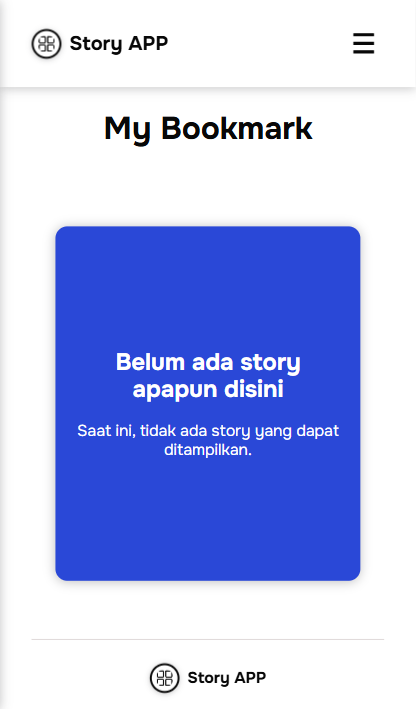 Story APP
My Bookmark
Belum ada story
apapun disini
Saat ini, tidak ada story yang dapat
ditampilkan.
Story APP